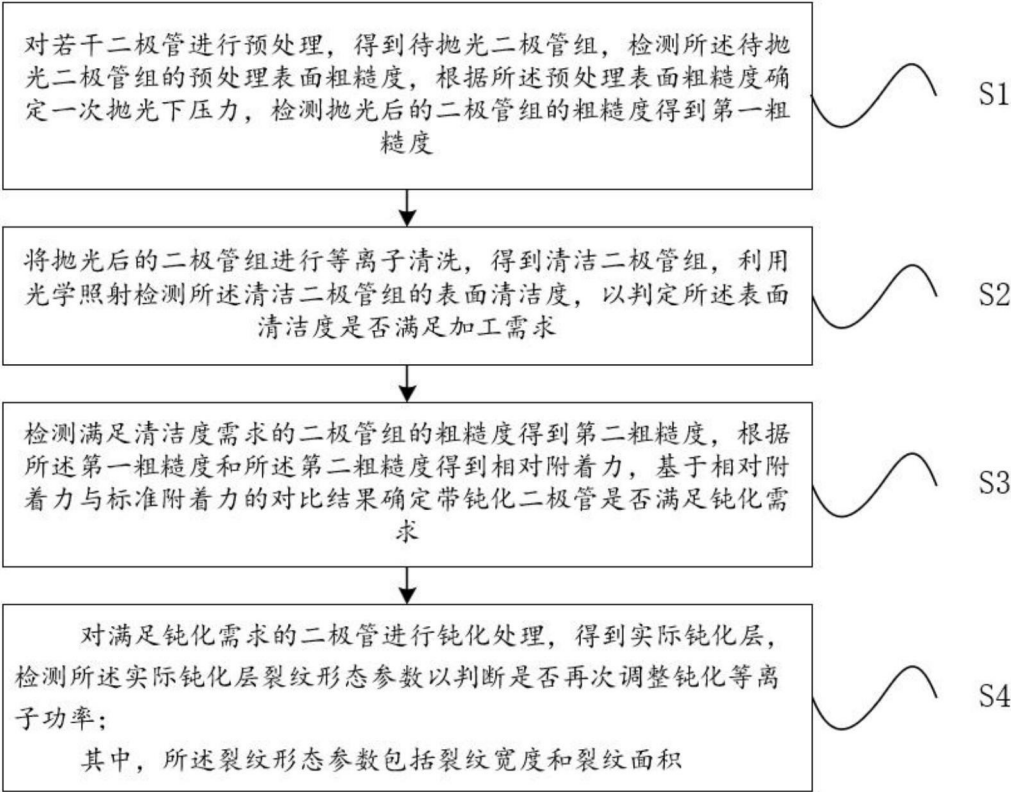 对若干二极管进行预处理，得到待抛光二极管组，检测所述待抛
光二极管组的预处理表面粗糙度，根据所述预处理表面粗糙度确
定一次抛光下压力，检测抛光后的二极管组的粗糙度得到第一粗
糙度
S1
将抛光后的二极管组进行等离子清洗，得到清洁二极管组，利用
光学照射检测所述清洁二极管组的表面清洁度，以判定所述表面
清洁度是否满足加工需求
S2
检测满足清洁度需求的二极管组的粗糙度得到第二粗糙度，根据
所述第一粗糙度和所述第二粗糙度得到相对附着力，基于相对附
着力与标准附着力的对比结果确定带钝化二极管是否满足钝化需
求
S3
对满足钝化需求的二极管进行钝化处理，得到实际钝化层，
检测所述实际钝化层裂纹形态参数以判断是否再次调整钝化等离
子功率；
其中，所述裂纹形态参数包括裂纹宽度和裂纹面积
S4